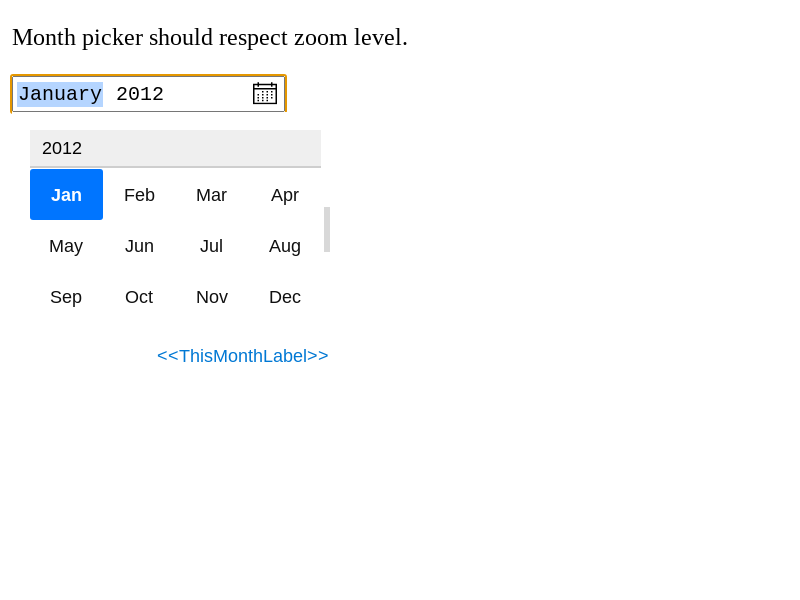 Month picker should respect zoom level.
January 2012
2012
Jan Feb Mar Apr
May Jun Jul Aug
Sep Oct Nov Dec
<<ThisMonthLabel>>